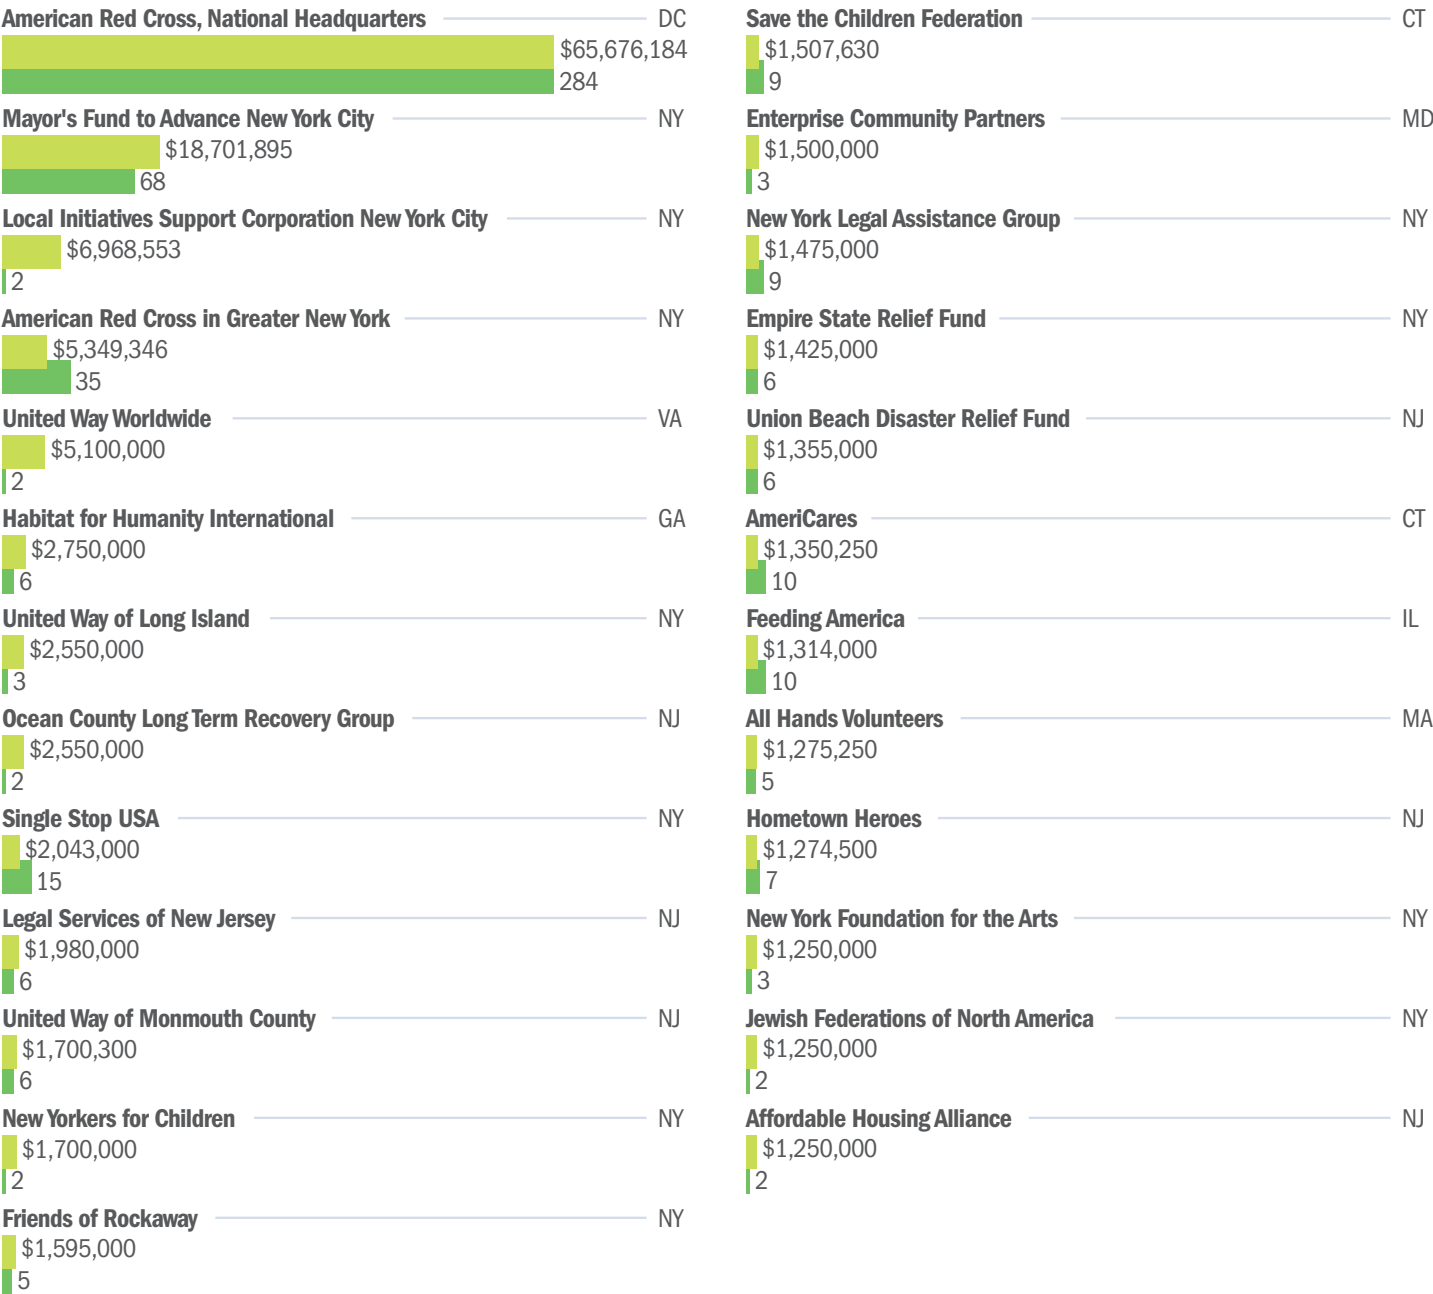 American Red Cross, National Headquarters DC
$65,676,184
284
Mayor's Fund to Advance New York City NY
$18,701,895
68
Local Initiatives Support Corporation New York City NY
$6,968,553
2
American Red Cross in Greater New York NY
$5,349,346
35
United Way Worldwide VA
$5,100,000
2
Habitat for Humanity International GA
$2,750,000
6
United Way of Long Island NY
$2,550,000
3
Ocean County Long Term Recovery Group NJ
$2,550,000
2
Single Stop USA NY
$2,043,000
15
Legal Services of New Jersey NJ
$1,980,000
6
United Way of Monmouth County NJ
$1,700,300
6
New Yorkers for Children NY
$1,700,000
2
Friends of Rockaway NY
$1,595,000
5
Save the Children Federation CT
$1,507,630
9
Enterprise Community Partners MD
$1,500,000
3
New York Legal Assistance Group NY
$1,475,000
9
Empire State Relief Fund NY
$1,425,000
6
Union Beach Disaster Relief Fund NJ
$1,355,000
6
AmeriCares CT
$1,350,250
10
Feeding America IL
$1,314,000
10
All Hands Volunteers MA
$1,275,250
5
Hometown Heroes NJ
$1,274,500
7
New York Foundation for the Arts NY
$1,250,000
3
Jewish Federations of North America NY
$1,250,000
2
Affordable Housing Alliance NJ
$1,250,000
2